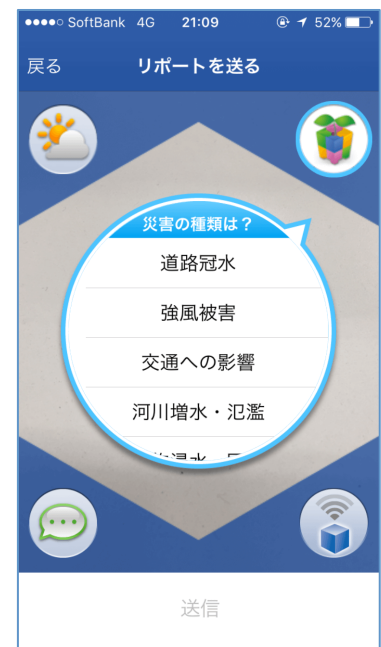 SoftBank 4G 21:09 52%
戻る リポートを送る
災害の種類は?
道路冠水
強風被害
交通への影響
河川増水・氾濫
送信